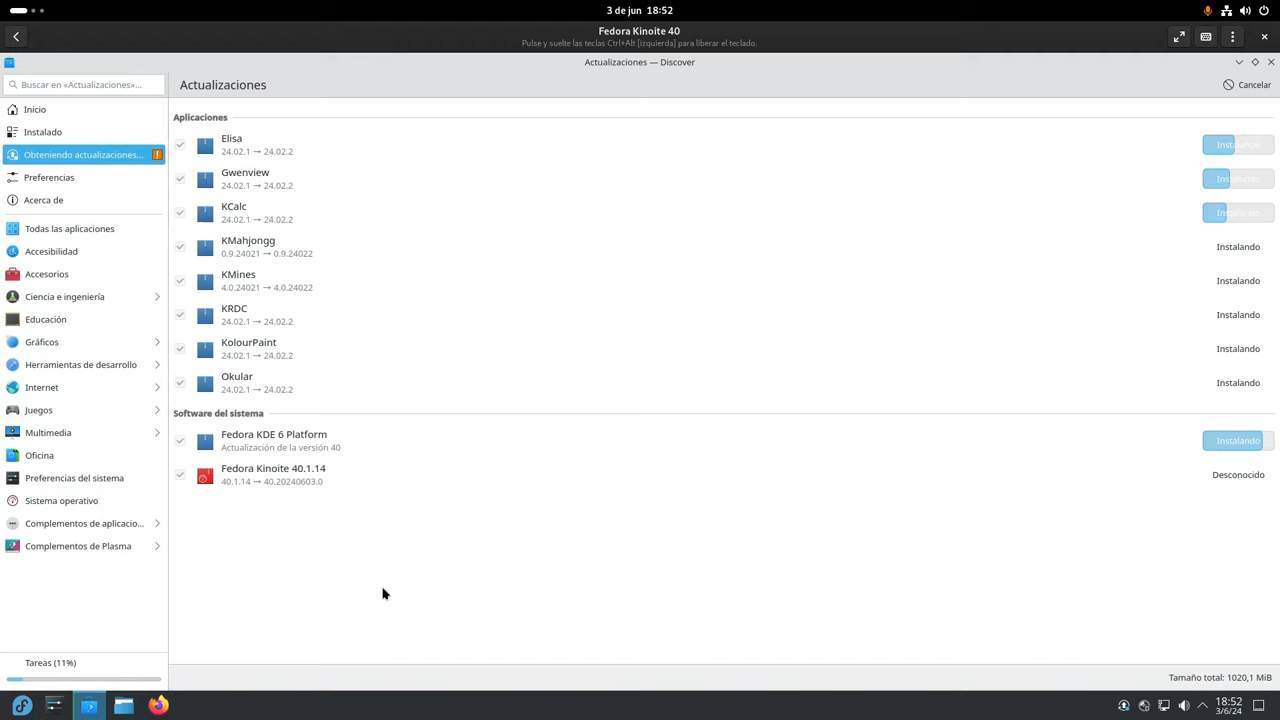 3 de jun 18:52
Fedora Kinoite 40
Pulse y suelte las teclas Ctrl+Alt [izquierda] para liberar el teclado.
Actualizaciones — Discover
Buscar en «Actualizaciones»...
Actualizaciones
Cancelar
Inicio
Instalado
Obteniendo actualizaciones...
Preferencias
Acerca de
Todas las aplicaciones
Accesibilidad
Accesorios
Ciencia e ingeniería
Educación
Gráficos
Herramientas de desarrollo
Internet
Juegos
Multimedia
Oficina
Preferencias del sistema
Sistema operativo
Complementos de aplicacio...
Complementos de Plasma
Tareas (11%)
Aplicaciones
Elisa
24.02.1 → 24.02.2
Instalando
Gwenview
24.02.1 → 24.02.2
Instalando
KCalc
24.02.1 → 24.02.2
Instalando
KMahjongg
0.9.24021 → 0.9.24022
Instalando
KMines
4.0.24021 → 4.0.24022
Instalando
KRDC
24.02.1 → 24.02.2
Instalando
KolourPaint
24.02.1 → 24.02.2
Instalando
Okular
24.02.1 → 24.02.2
Instalando
Software del sistema
Fedora KDE 6 Platform
Actualización de la versión 40
Instalando
Fedora Kinoite 40.1.14
40.1.14 → 40.20240603.0
Desconocido
Tamaño total: 1020,1 MiB
18:52
3/6/24